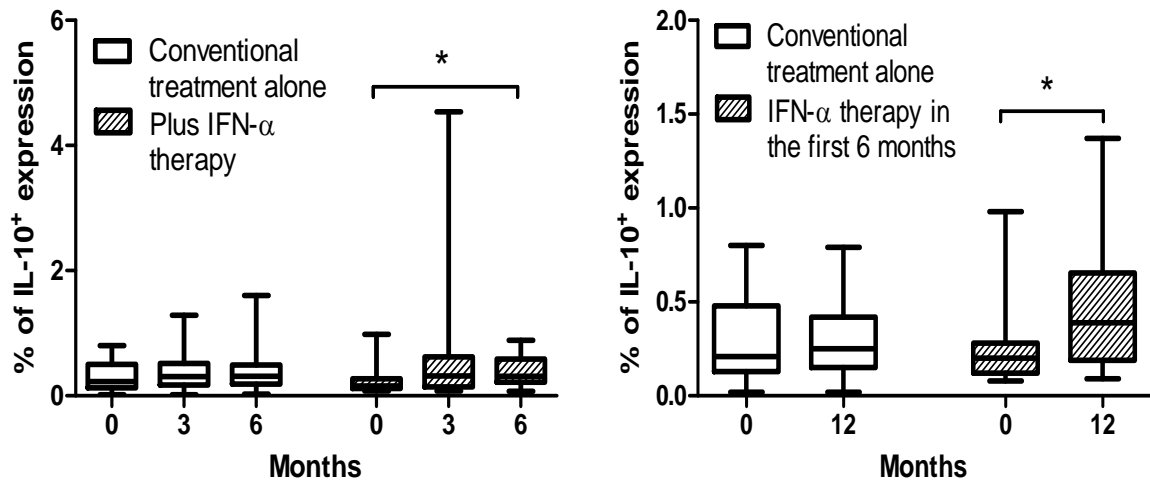 % of IL-10⁺ expression
6
4
2
0
Conventional
treatment alone
Plus IFN-α
therapy
*
0 3 6 0 3 6
Months
% of IL-10⁺ expression
2.0
1.5
1.0
0.5
0.0
Conventional
treatment alone
IFN-α therapy in
the first 6 months
*
0 12 0 12
Months